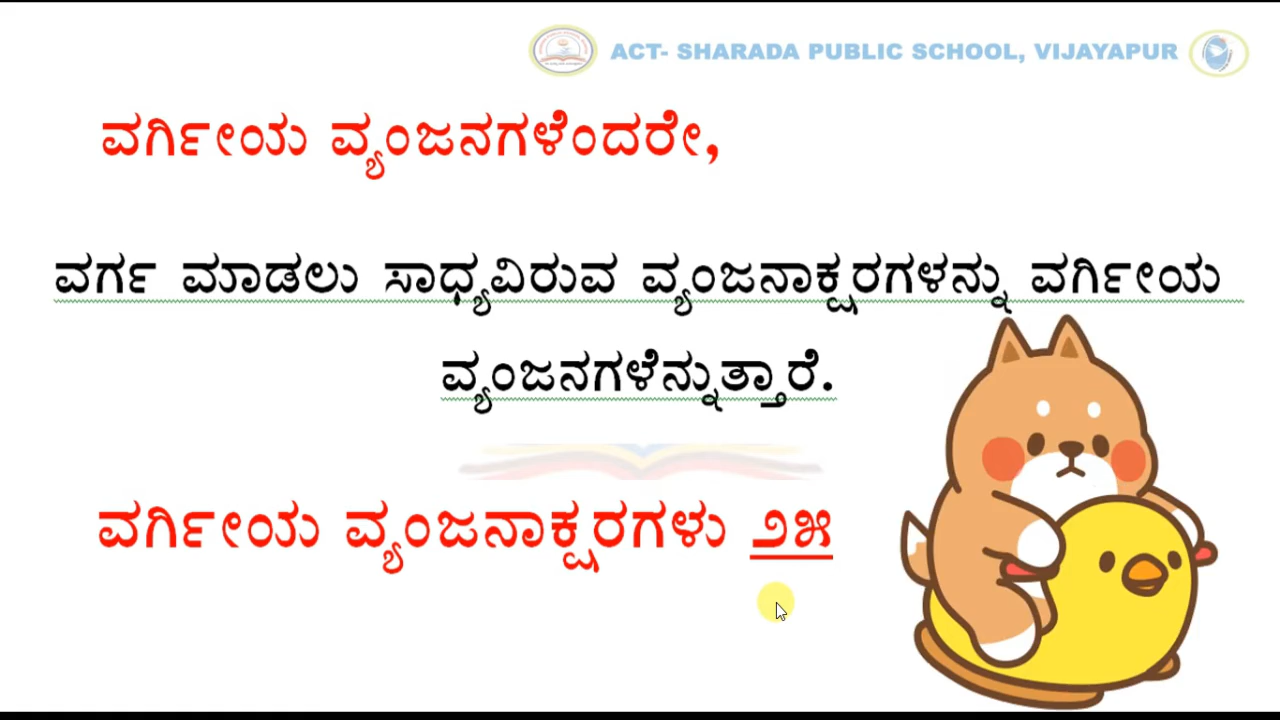 ACT- SHARADA PUBLIC SCHOOL, VIJAYAPUR
ವರ್ಗೀಯ ವ್ಯಂಜನಗಳೆಂದರೇ,
ವರ್ಗ ಮಾಡಲು ಸಾಧ್ಯವಿರುವ ವ್ಯಂಜನಾಕ್ಷರಗಳನ್ನು ವರ್ಗೀಯ
ವ್ಯಂಜನಗಳೆನ್ನುತ್ತಾರೆ.
ವರ್ಗೀಯ ವ್ಯಂಜನಾಕ್ಷರಗಳು ೨೫